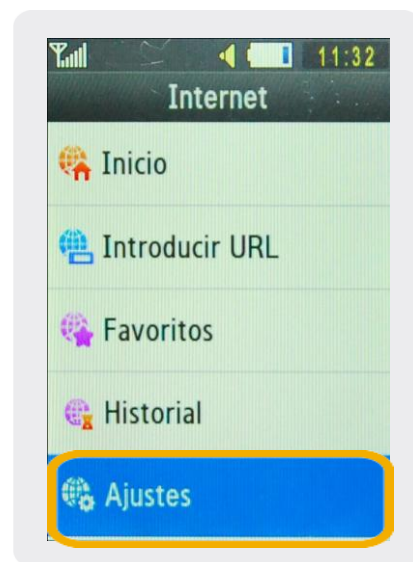 11:32
Internet
Inicio
Introducir URL
Favoritos
Historial
Ajustes